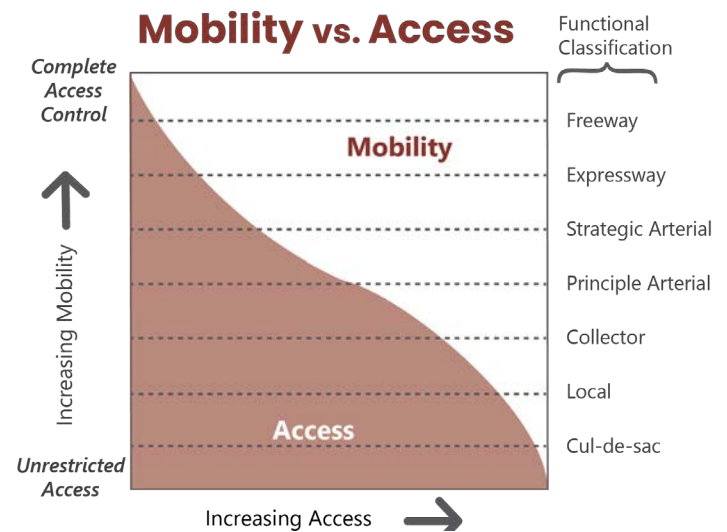 Mobility vs. Access
Functional
Classification
Complete
Access
Control
Freeway
Mobility
Expressway
Strategic Arterial
Increasing Mobility
Principle Arterial
Collector
Local
Access
Cul-de-sac
Unrestricted
Access
Increasing Access